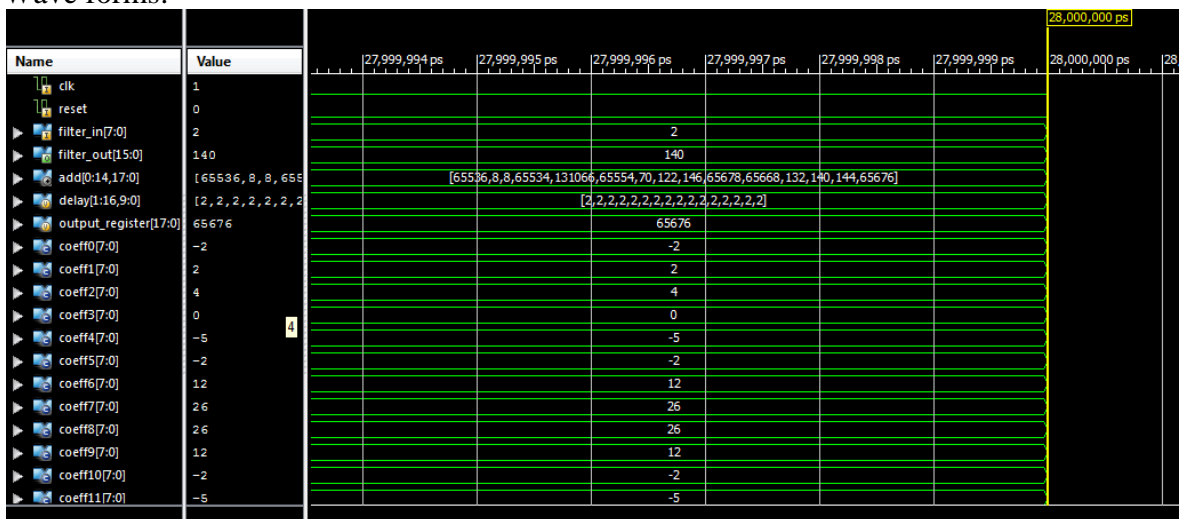 Wave forms:
28,000,000 ps
Name Value 27,999,994 ps 27,999,995 ps 27,999,996 ps 27,999,997 ps 27,999,998 ps 27,999,999 ps 28,000,000 ps 28
clk 1
reset 0
filter_in[7:0] 2 2
filter_out[15:0] 140 140
add[0:14,17:0] [65536,8,8,655 [65536,8,8,65534,131066,65554,70,122,146,65678,65668,132,140,144,65676]
delay[1:16,9:0] [2,2,2,2,2,2,2 [2,2,2,2,2,2,2,2,2,2,2,2,2,2,2,2]
output_register[17:0] 65676 65676
coeff0[7:0] -2 -2
coeff1[7:0] 2 2
coeff2[7:0] 4 4
coeff3[7:0] 0 0
4
coeff4[7:0] -5 -5
coeff5[7:0] -2 -2
coeff6[7:0] 12 12
coeff7[7:0] 26 26
coeff8[7:0] 26 26
coeff9[7:0] 12 12
coeff10[7:0] -2 -2
coeff11[7:0] -5 -5